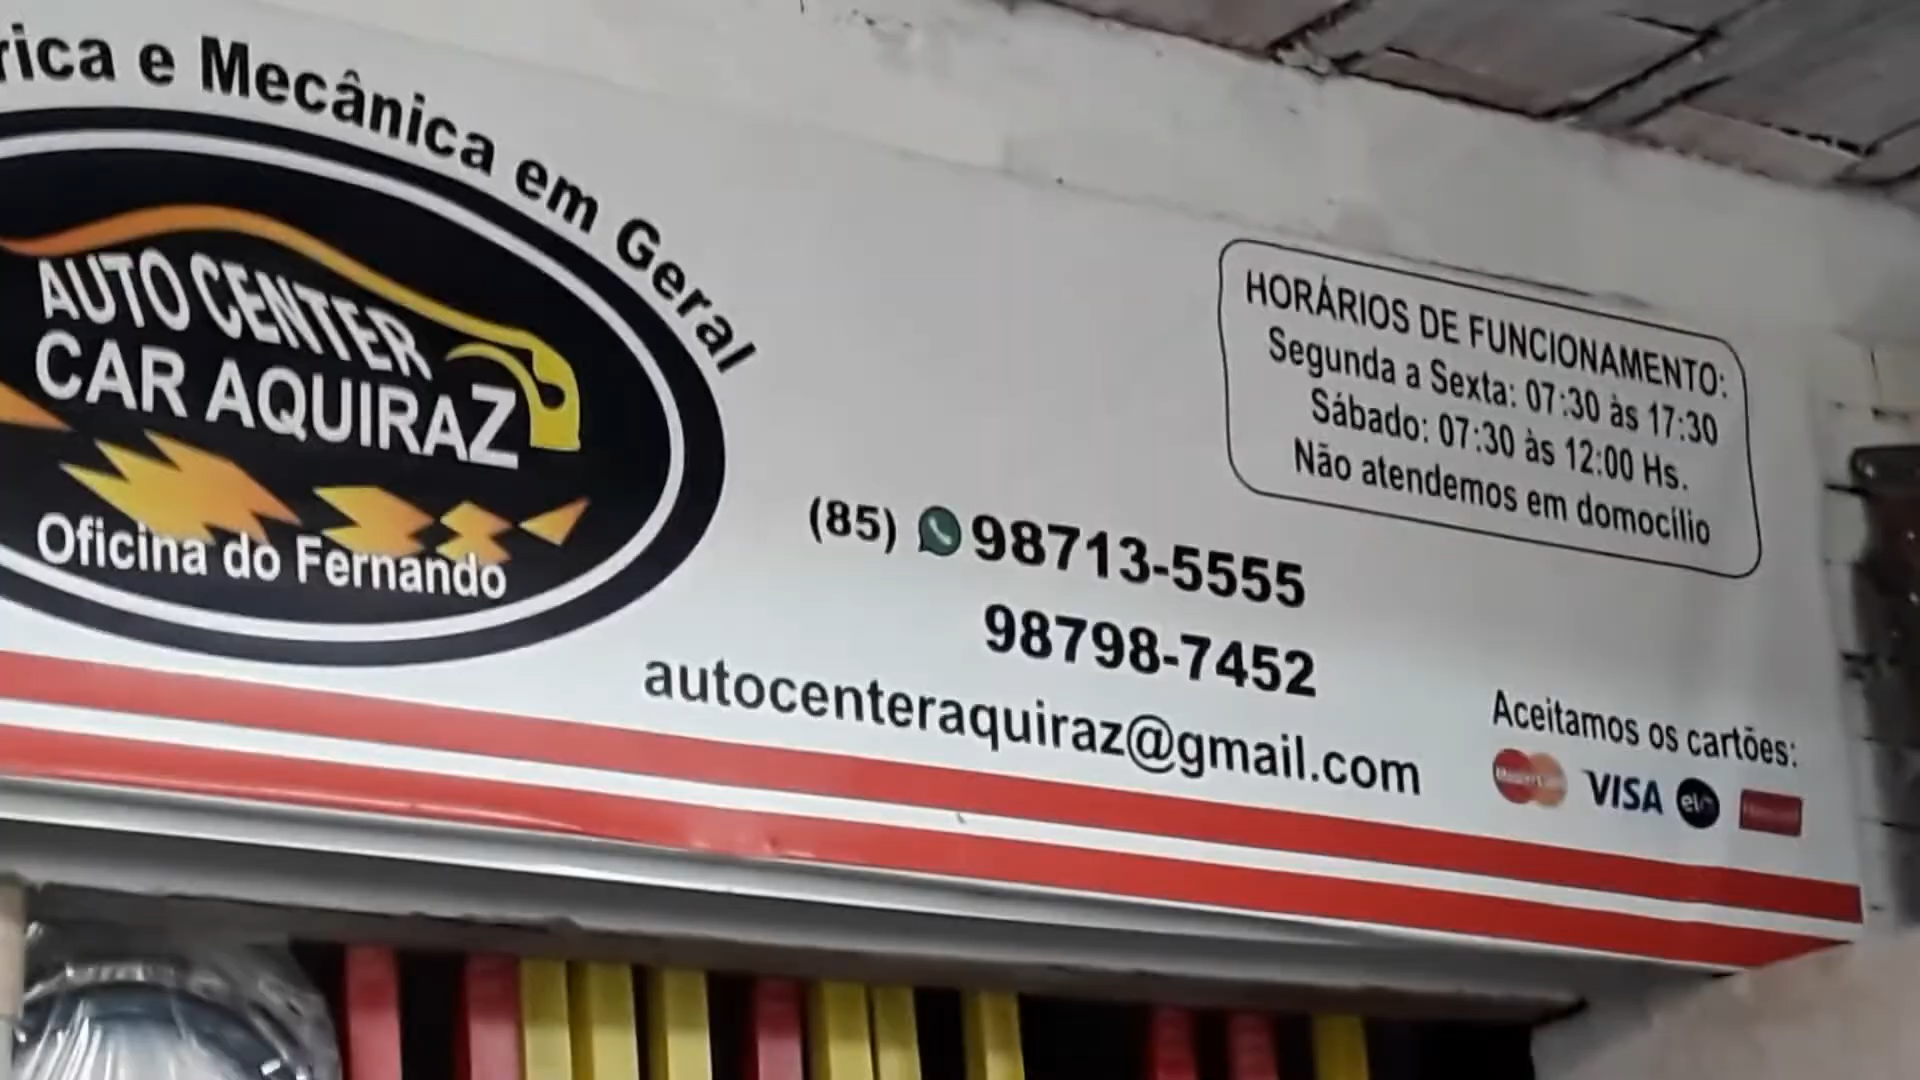 rica e Mecânica em Geral
AUTO CENTER
CAR AQUIRAZ
Oficina do Fernando
(85) 98713-5555
98798-7452
autocenteraquiraz@gmail.com
HORÁRIOS DE FUNCIONAMENTO:
Segunda a Sexta: 07:30 às 17:30
Sábado: 07:30 às 12:00 Hs.
Não atendemos em domocílio
Aceitamos os cartões:
MasterCard VISA elo